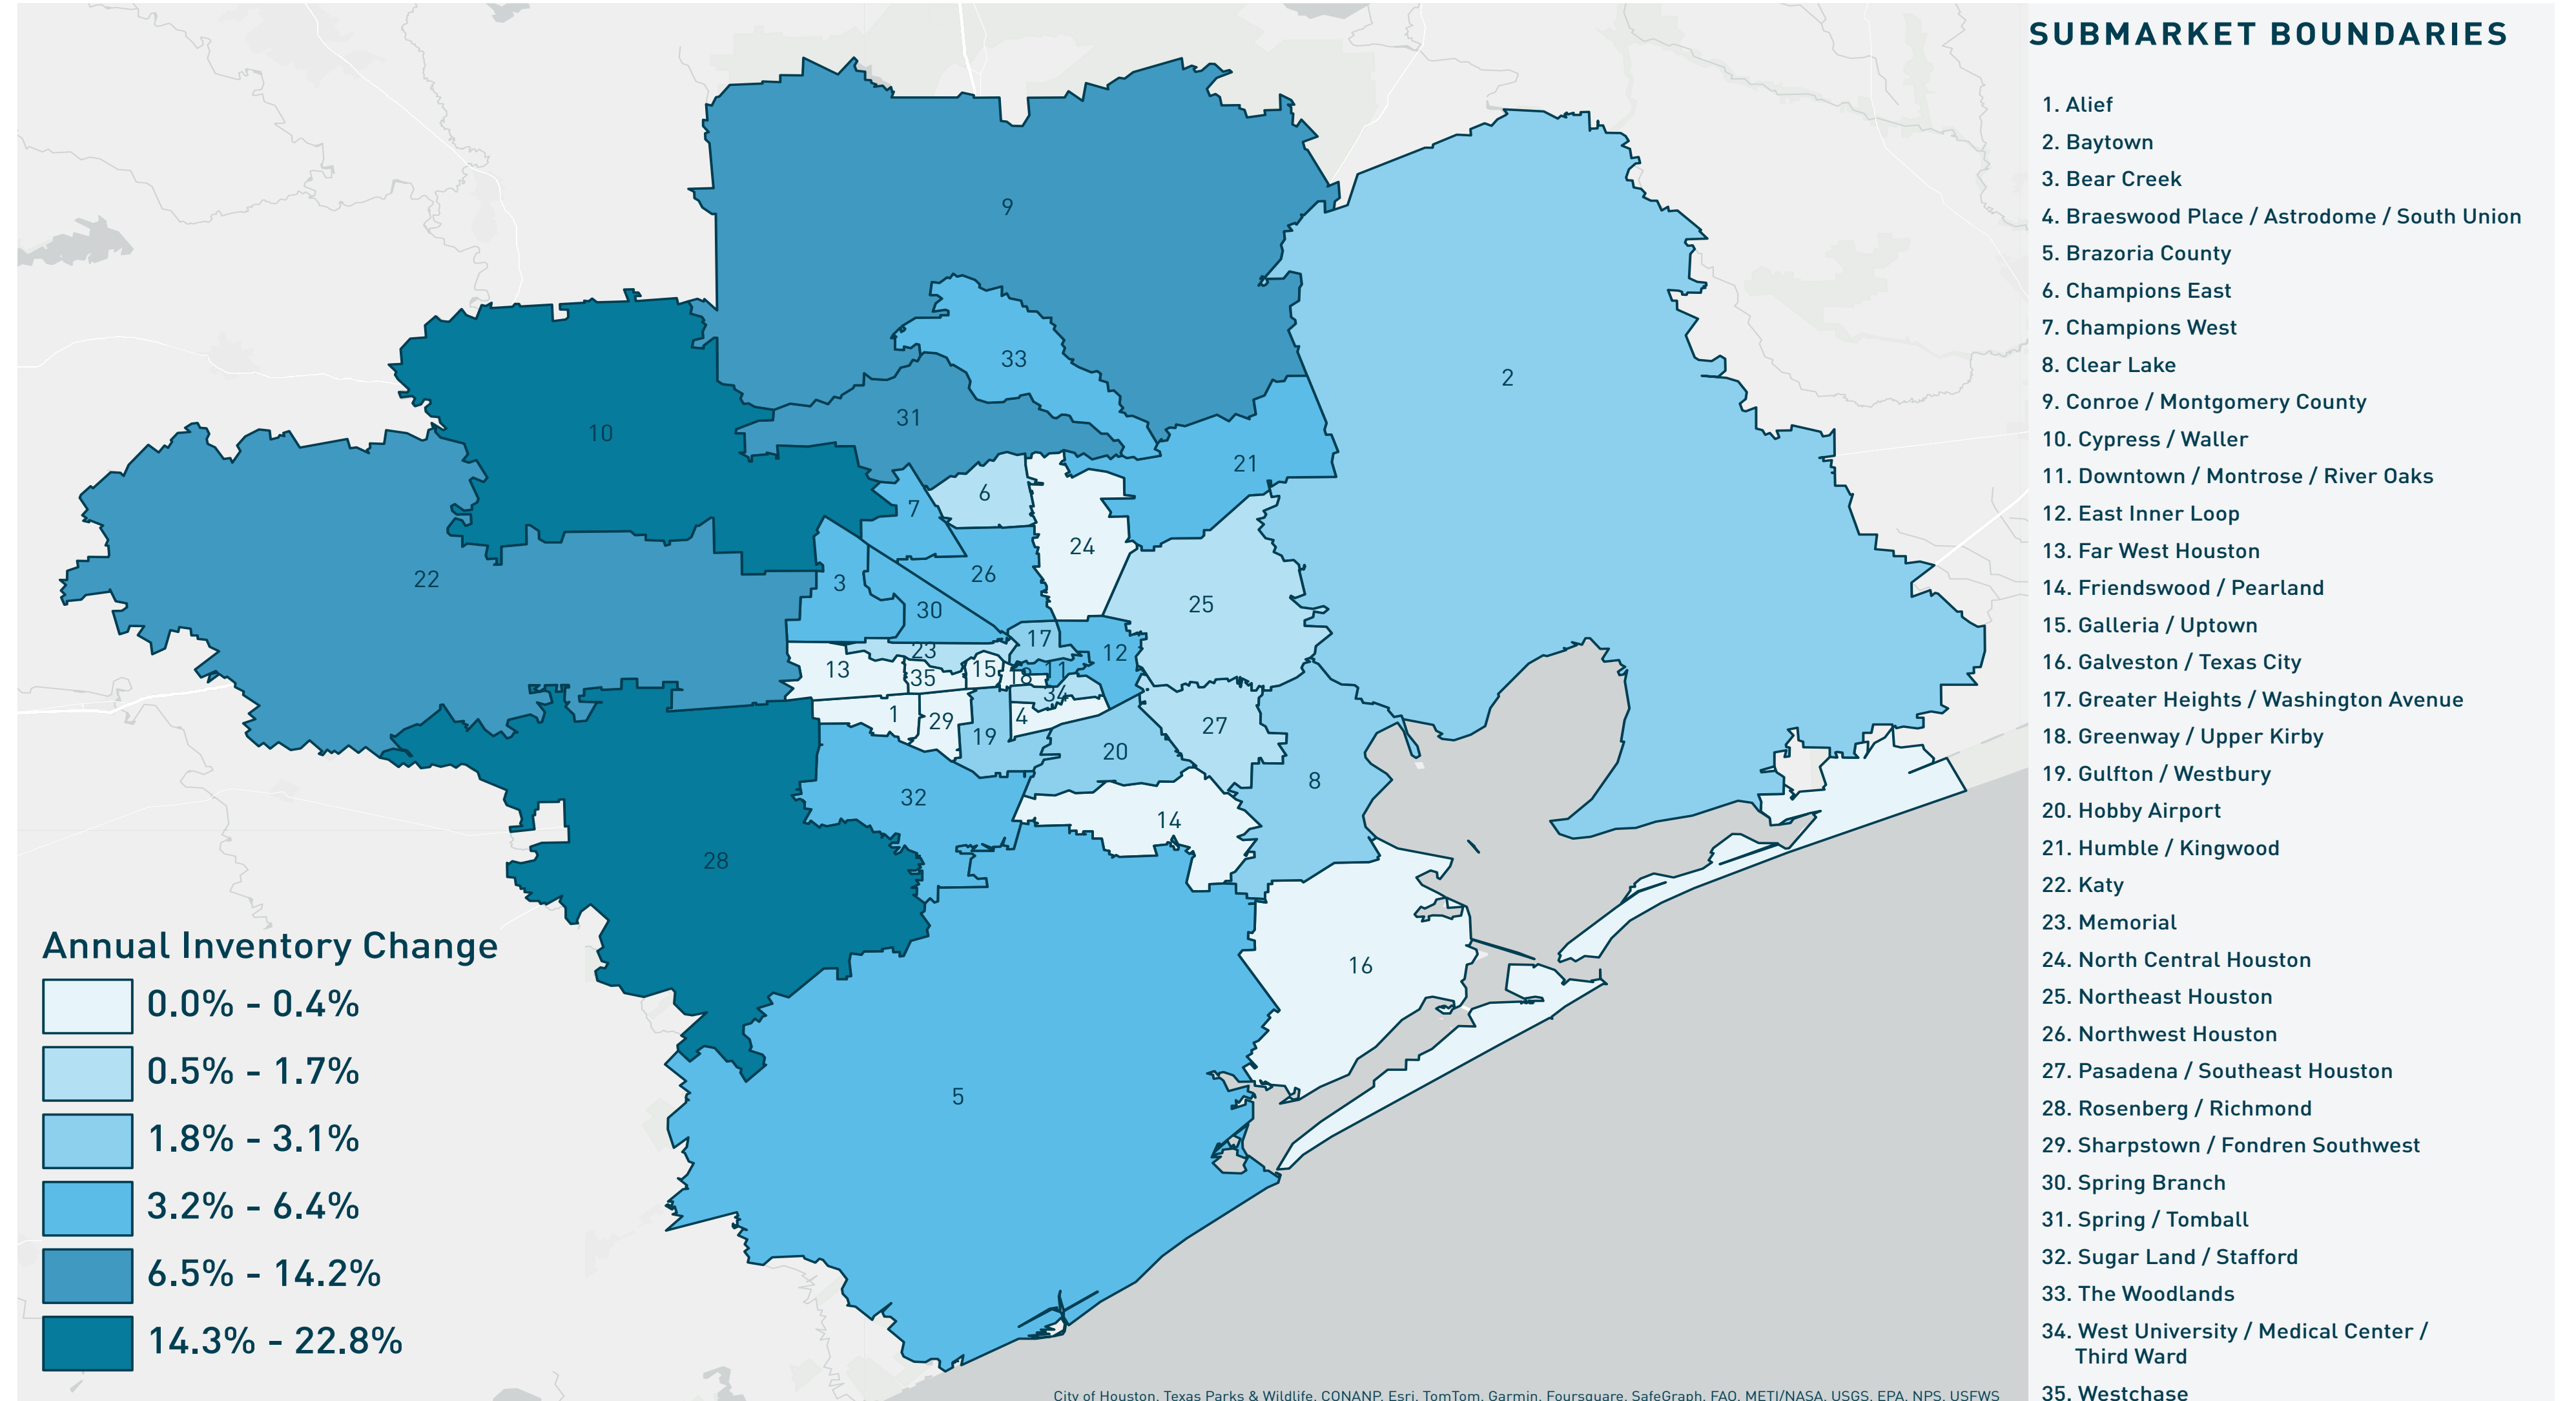 SUBMARKET BOUNDARIES
1. Alief
2. Baytown
3. Bear Creek
4. Braeswood Place / Astrodome / South Union
5. Brazoria County
6. Champions East
7. Champions West
8. Clear Lake
9. Conroe / Montgomery County
10. Cypress / Waller
11. Downtown / Montrose / River Oaks
12. East Inner Loop
13. Far West Houston
14. Friendswood / Pearland
15. Galleria / Uptown
16. Galveston / Texas City
17. Greater Heights / Washington Avenue
18. Greenway / Upper Kirby
19. Gulfton / Westbury
20. Hobby Airport
21. Humble / Kingwood
22. Katy
23. Memorial
24. North Central Houston
25. Northeast Houston
26. Northwest Houston
27. Pasadena / Southeast Houston
28. Rosenberg / Richmond
29. Sharpstown / Fondren Southwest
30. Spring Branch
31. Spring / Tomball
32. Sugar Land / Stafford
33. The Woodlands
34. West University / Medical Center /
Third Ward
35. Westchase
9
33
2
31
10
21
6
7
24
22
26
3
25
30
17
23
12
13
35
15
18
11
34
1
29
4
19
27
20
8
32
14
28
16
5
Annual Inventory Change
0.0% - 0.4%
0.5% - 1.7%
1.8% - 3.1%
3.2% - 6.4%
6.5% - 14.2%
14.3% - 22.8%
City of Houston, Texas Parks & Wildlife, CONANP, Esri, TomTom, Garmin, Foursquare, SafeGraph, FAO, METI/NASA, USGS, EPA, NPS, USFWS